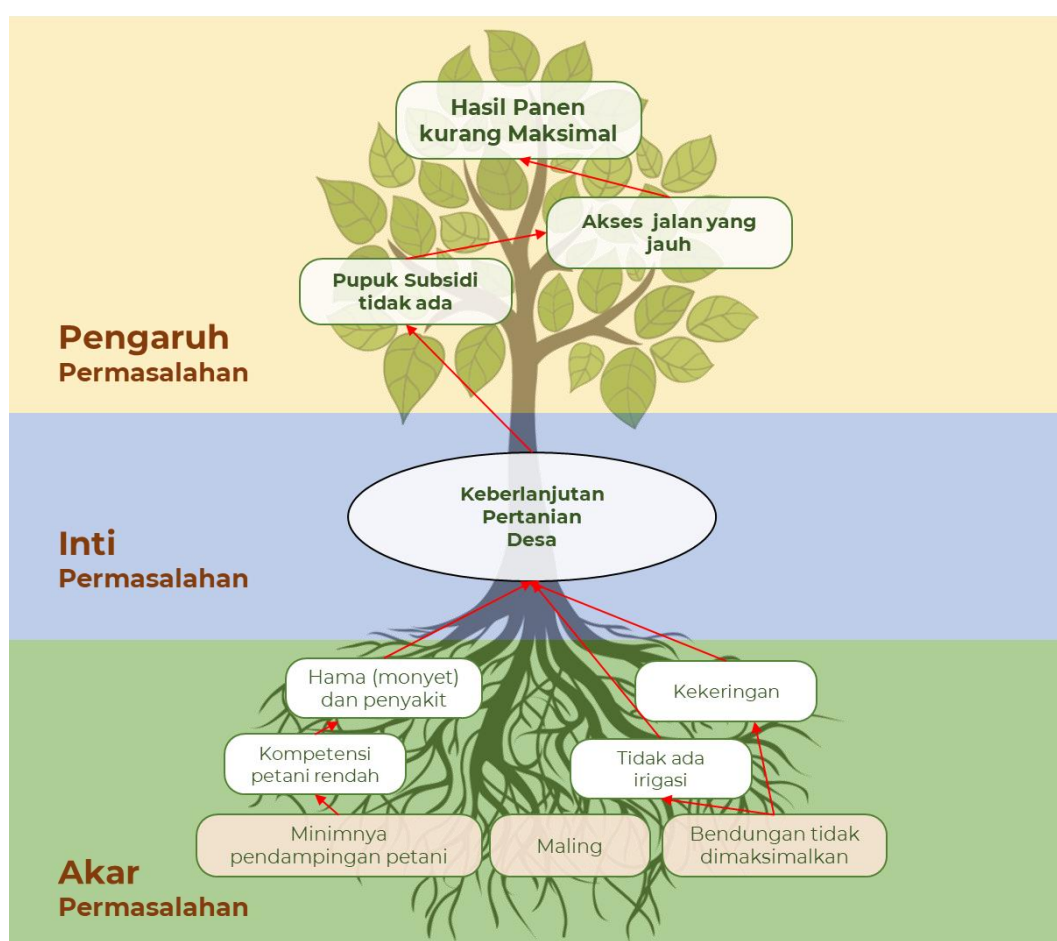 Hasil Panen
kurang Maksimal
Akses jalan yang
jauh
Pupuk Subsidi
tidak ada
Pengaruh
Permasalahan
Keberlanjutan
Pertanian
Desa
Inti
Permasalahan
Hama (monyet)
dan penyakit
Kekeringan
Kompetensi
petani rendah
Tidak ada
irigasi
Minimnya
pendampingan petani
Maling
Bendungan tidak
dimaksimalkan
Akar
Permasalahan